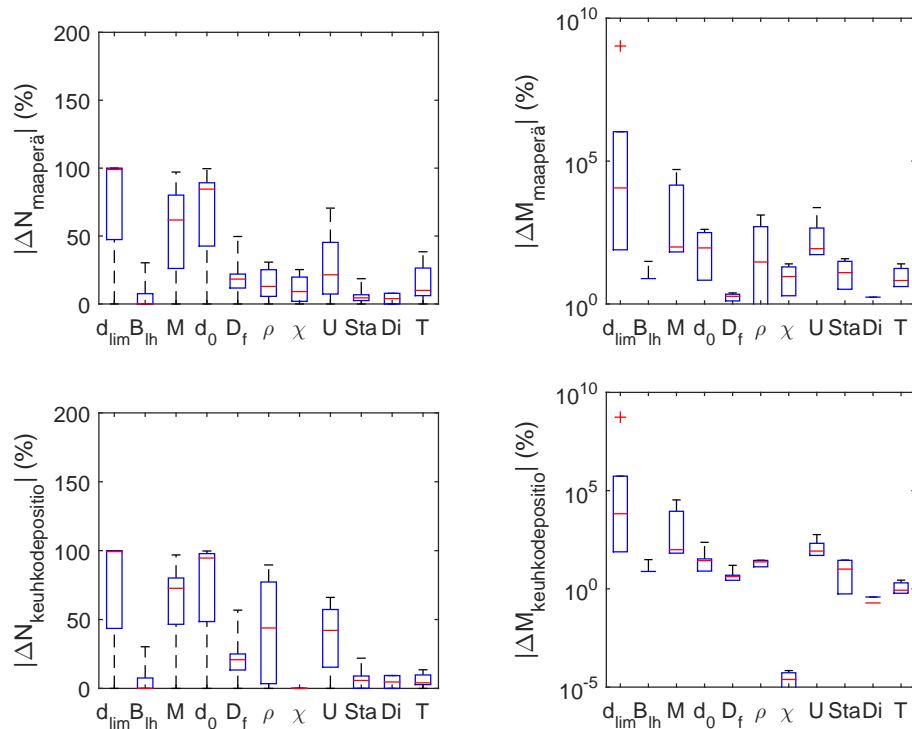 |ΔN_maaperä| (%)
200
150
100
50
0
d_lim B_lh M d_0 D_f ρ χ U Sta Di T
|ΔM_maaperä| (%)
10^10
10^5
10^0
d_lim B_lh M d_0 D_f ρ χ U Sta Di T
|ΔN_keuhkodepositio| (%)
200
150
100
50
0
d_lim B_lh M d_0 D_f ρ χ U Sta Di T
|ΔM_keuhkodepositio| (%)
10^10
10^5
10^0
10^-5
d_lim B_lh M d_0 D_f ρ χ U Sta Di T